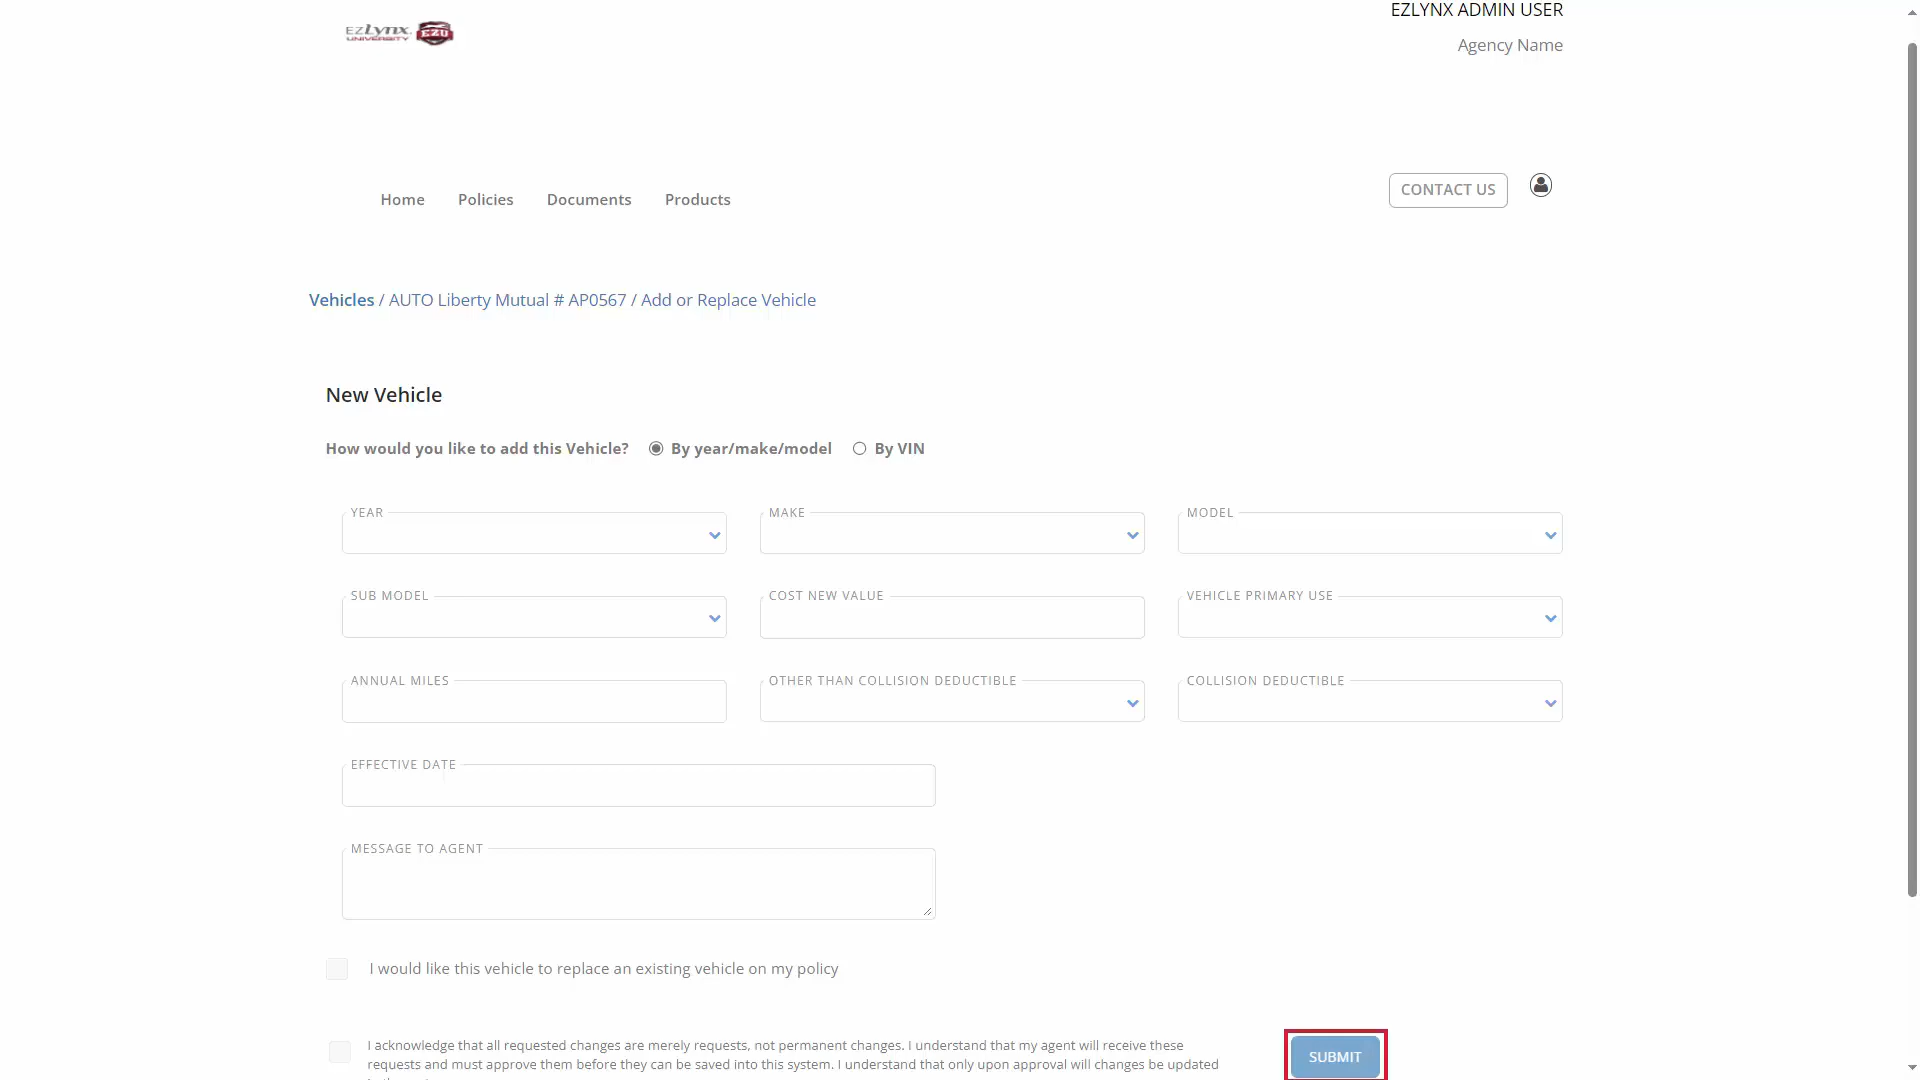 EZLynx. UNIVERSITY EZU
EZLYNX ADMIN USER
Agency Name
Home Policies Documents Products
CONTACT US
Vehicles / AUTO Liberty Mutual # AP0567 / Add or Replace Vehicle
New Vehicle
How would you like to add this Vehicle? By year/make/model By VIN
YEAR MAKE MODEL
SUB MODEL COST NEW VALUE VEHICLE PRIMARY USE
ANNUAL MILES OTHER THAN COLLISION DEDUCTIBLE COLLISION DEDUCTIBLE
EFFECTIVE DATE
MESSAGE TO AGENT
I would like this vehicle to replace an existing vehicle on my policy
I acknowledge that all requested changes are merely requests, not permanent changes. I understand that my agent will receive these
requests and must approve them before they can be saved into this system. I understand that only upon approval will changes be updated
SUBMIT